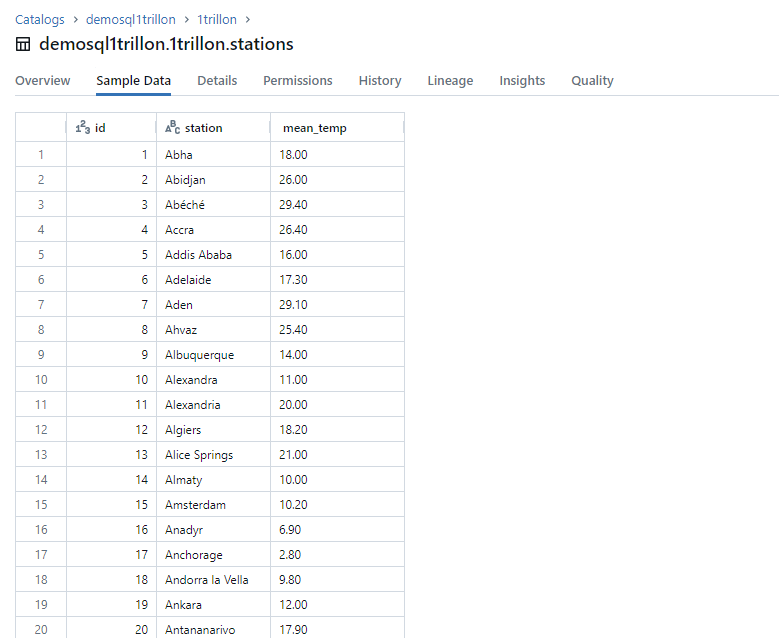 Catalogs > demosql1trillon > 1trillon >
demosql1trillon.1trillon.stations
Overview Sample Data Details Permissions History Lineage Insights Quality
123 id ABC station mean_temp
1 1 Abha 18.00
2 2 Abidjan 26.00
3 3 Abéché 29.40
4 4 Accra 26.40
5 5 Addis Ababa 16.00
6 6 Adelaide 17.30
7 7 Aden 29.10
8 8 Ahvaz 25.40
9 9 Albuquerque 14.00
10 10 Alexandra 11.00
11 11 Alexandria 20.00
12 12 Algiers 18.20
13 13 Alice Springs 21.00
14 14 Almaty 10.00
15 15 Amsterdam 10.20
16 16 Anadyr 6.90
17 17 Anchorage 2.80
18 18 Andorra la Vella 9.80
19 19 Ankara 12.00
20 20 Antananarivo 17.90